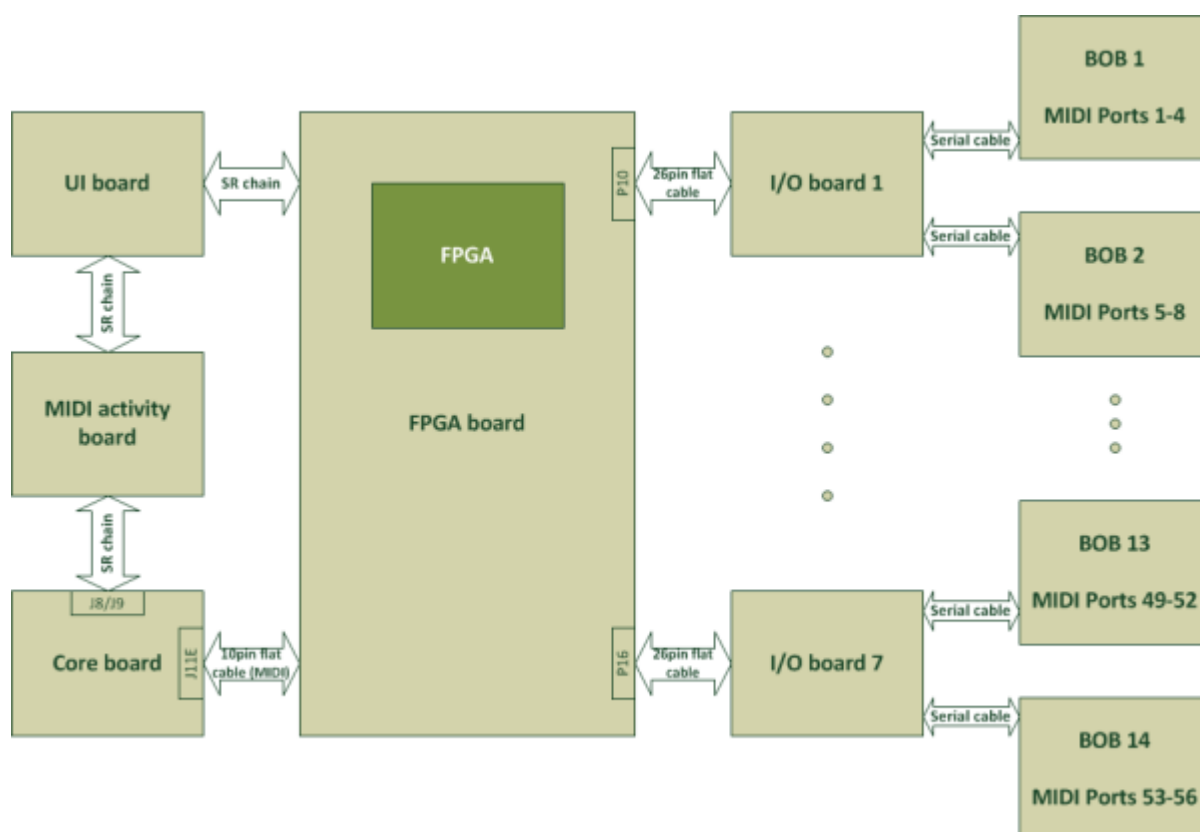 BOB 1
MIDI Ports 1-4
UI board
SR chain
P10
26pin flat
cable
I/O board 1
Serial cable
Serial cable
BOB 2
MIDI Ports 5-8
FPGA
SR chain
MIDI activity
board
FPGA board
SR chain
J8/J9
Core board
J11E
10pin flat
cable (MIDI)
P16
26pin flat
cable
I/O board 7
Serial cable
Serial cable
BOB 13
MIDI Ports 49-52
BOB 14
MIDI Ports 53-56